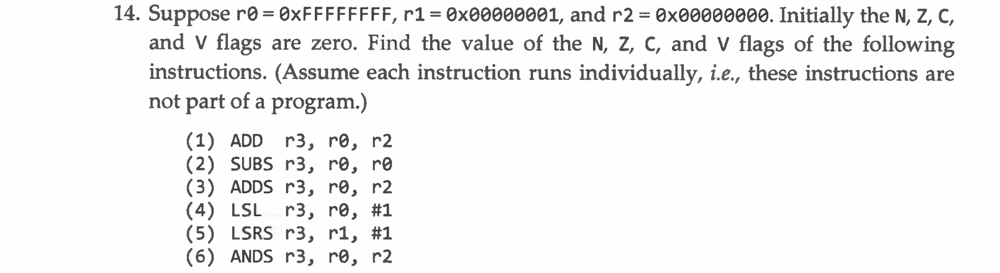 14. Suppose r0 = 0xFFFFFFFF, r1 = 0x00000001, and r2 = 0x00000000. Initially the N, Z, C,
and V flags are zero. Find the value of the N, Z, C, and V flags of the following
instructions. (Assume each instruction runs individually, i.e., these instructions are
not part of a program.)
(1) ADD r3, r0, r2
(2) SUBS r3, r0, r0
(3) ADDS r3, r0, r2
(4) LSL r3, r0, #1
(5) LSRS r3, r1, #1
(6) ANDS r3, r0, r2